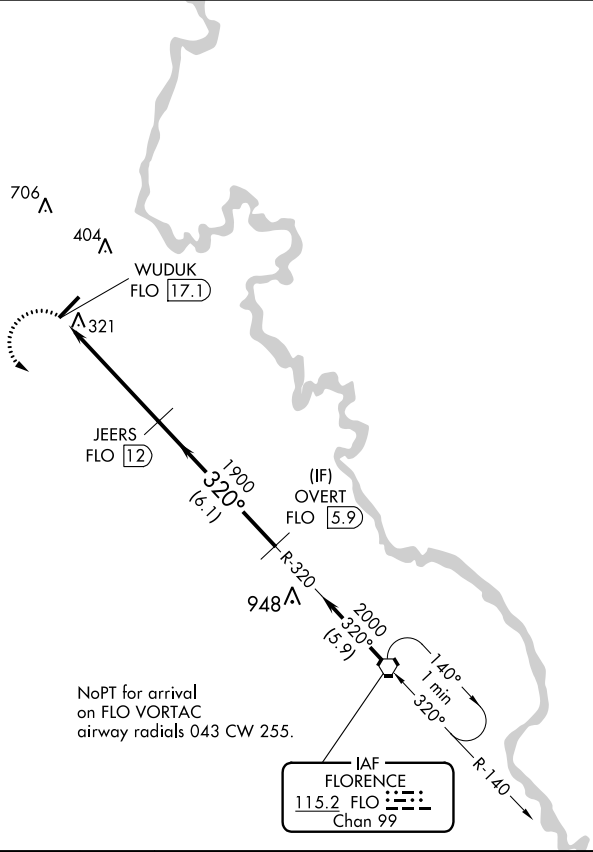 706
404
WUDUK
FLO 17.1
321
JEERS
FLO 12
1900
320°
(6.1)
(IF)
OVERT
FLO 5.9
R-320
948
2000
320°
(5.9)
140°
1 min
320°
NoPT for arrival
on FLO VORTAC
airway radials 043 CW 255.
R-140
IAF
FLORENCE
115.2 FLO
Chan 99